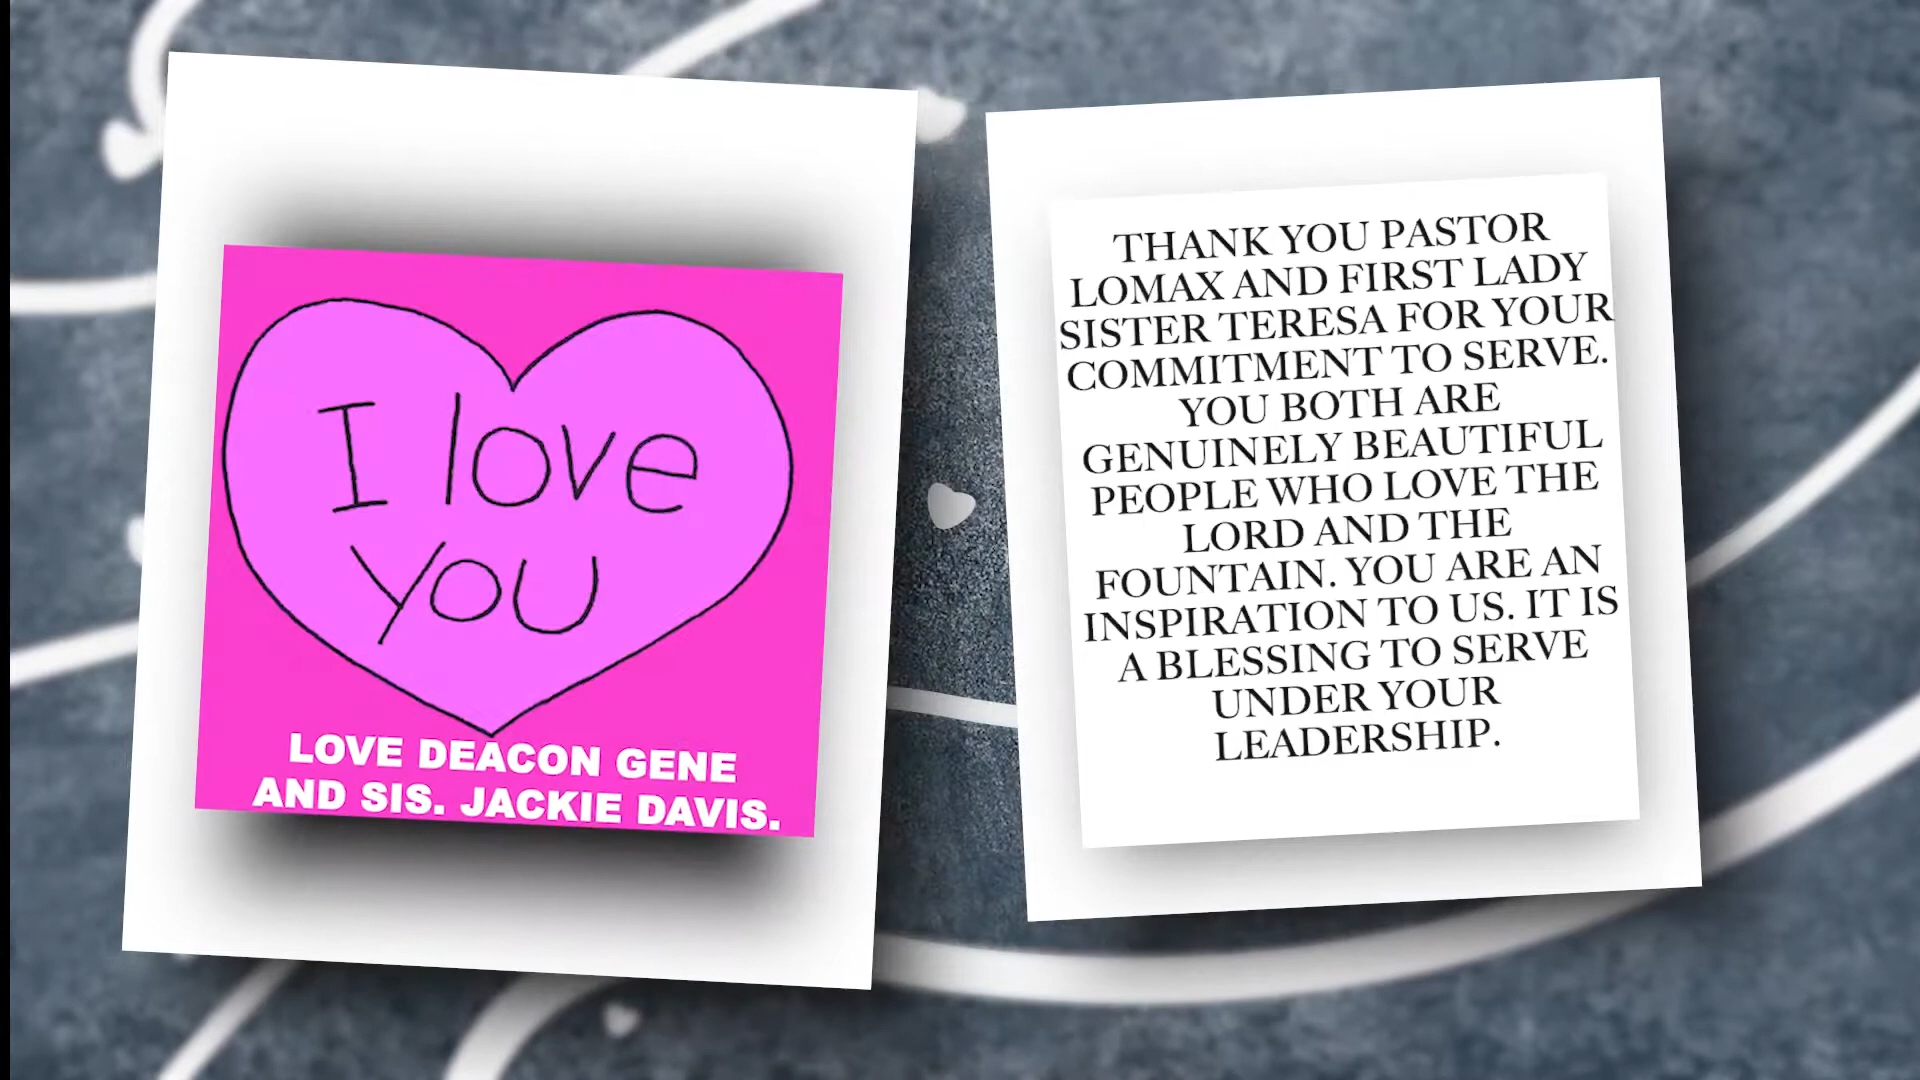 I love
you
LOVE DEACON GENE
AND SIS. JACKIE DAVIS.
THANK YOU PASTOR
LOMAX AND FIRST LADY
SISTER TERESA FOR YOUR
COMMITMENT TO SERVE.
YOU BOTH ARE
GENUINELY BEAUTIFUL
PEOPLE WHO LOVE THE
LORD AND THE
FOUNTAIN. YOU ARE AN
INSPIRATION TO US. IT IS
A BLESSING TO SERVE
UNDER YOUR
LEADERSHIP.